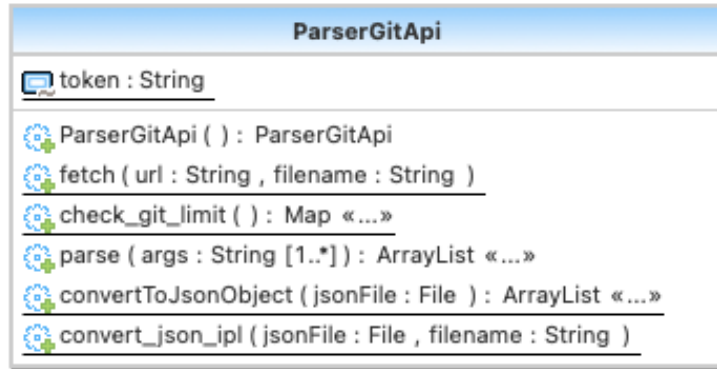 ParserGitApi
token : String
ParserGitApi ( ) : ParserGitApi
fetch ( url : String , filename : String )
check_git_limit ( ) : Map «...»
parse ( args : String [1..*] ) : ArrayList «...»
convertToJsonObject ( jsonFile : File ) : ArrayList «...»
convert_json_ipl ( jsonFile : File , filename : String )